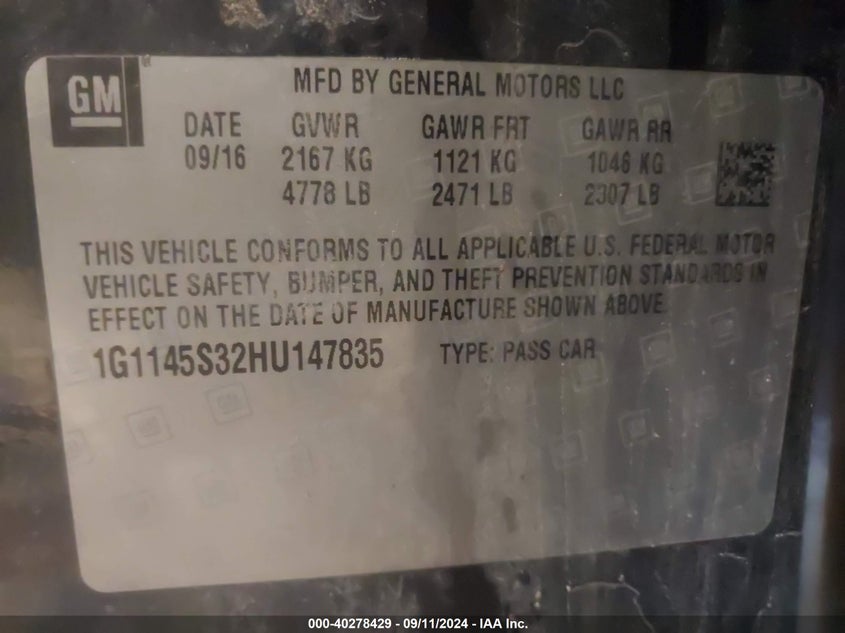 GM
MFD BY GENERAL MOTORS LLC
DATE GVWR GAWR FRT GAWR RR
09/16 2167 KG 1121 KG 1046 KG
4778 LB 2471 LB 2307 LB
THIS VEHICLE CONFORMS TO ALL APPLICABLE U.S. FEDERAL MOTOR
VEHICLE SAFETY, BUMPER, AND THEFT PREVENTION STANDARDS IN
EFFECT ON THE DATE OF MANUFACTURE SHOWN ABOVE.
1G1145S32HU147835 TYPE: PASS CAR
000-40278429 - 09/11/2024 - IAA Inc.